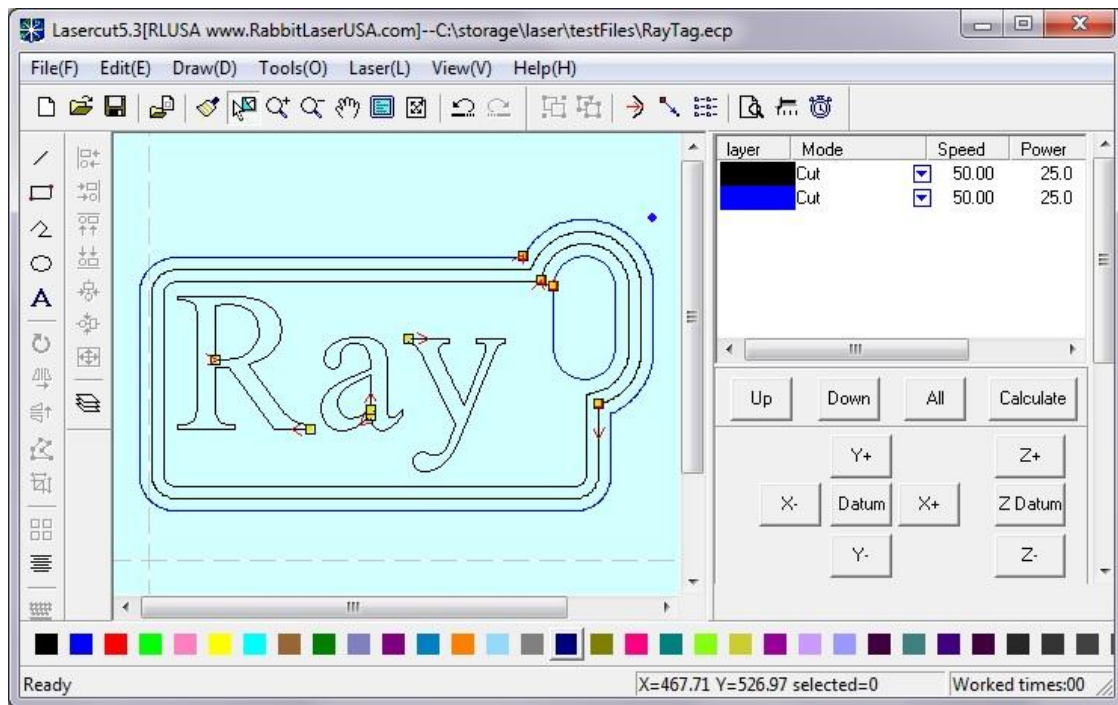 Lasercut5.3[RLUSA www.RabbitLaserUSA.com]--C:\storage\laser\testFiles\RayTag.ecp
File(F) Edit(E) Draw(D) Tools(O) Laser(L) View(V) Help(H)
layer Mode Speed Power
Cut 50.00 25.0
Cut 50.00 25.0
A
Ray
Up Down All Calculate
Y+ Z+
X- Datum X+ Z Datum
Y- Z-
Ready X=467.71 Y=526.97 selected=0 Worked times:00